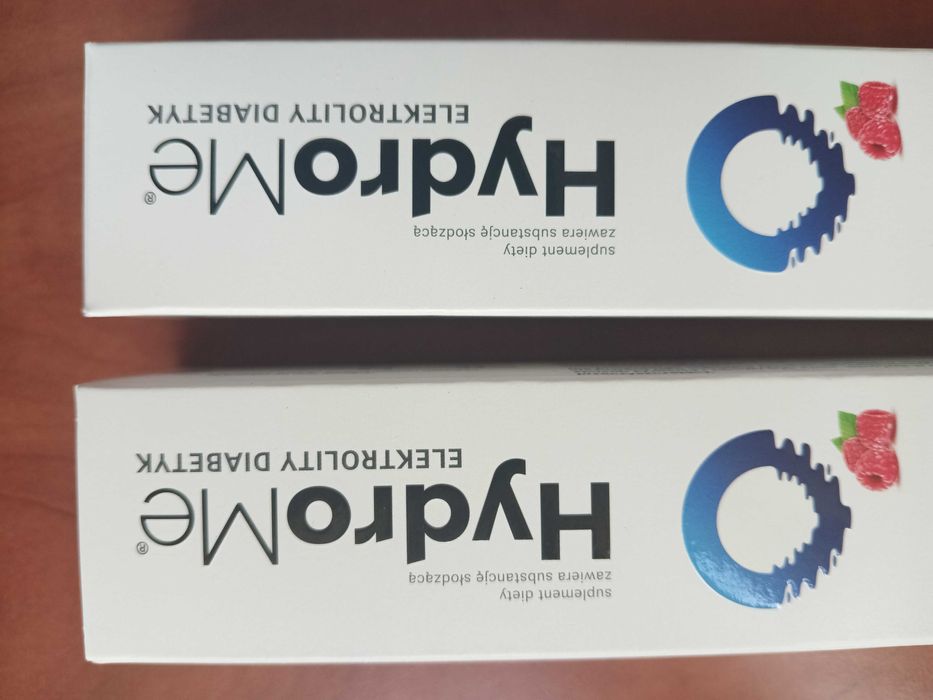 suplement diety
zawiera substancję słodzącą
HydroMe®
ELEKTROLITY DIABETYK
suplement diety
zawiera substancję słodzącą
HydroMe®
ELEKTROLITY DIABETYK